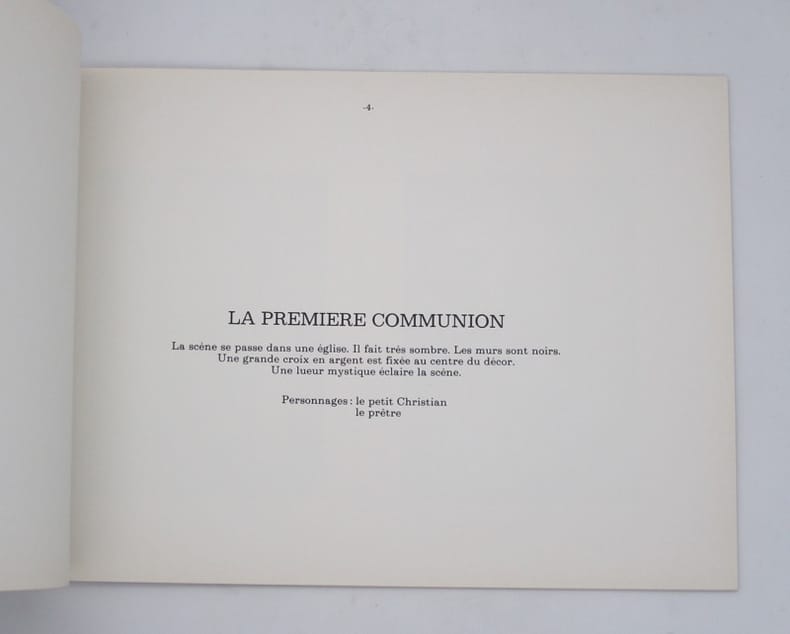 -4-
LA PREMIERE COMMUNION
La scène se passe dans une église. Il fait très sombre. Les murs sont noirs.
Une grande croix en argent est fixée au centre du décor.
Une lueur mystique éclaire la scène.
Personnages : le petit Christian
le prêtre